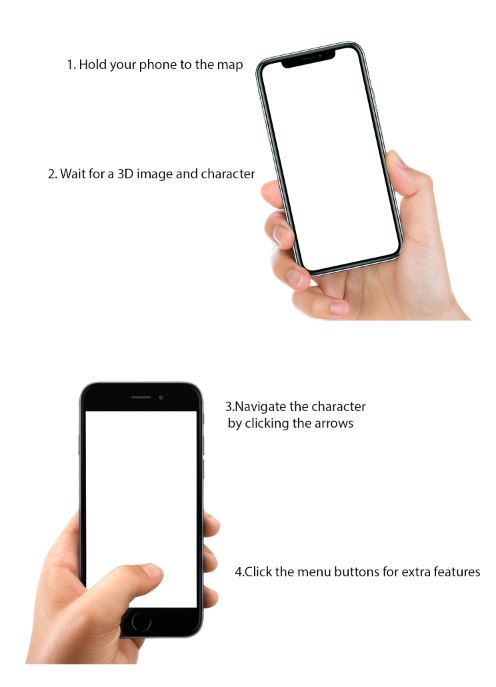 1. Hold your phone to the map
2. Wait for a 3D image and character
3.Navigate the character
by clicking the arrows
4.Click the menu buttons for extra features